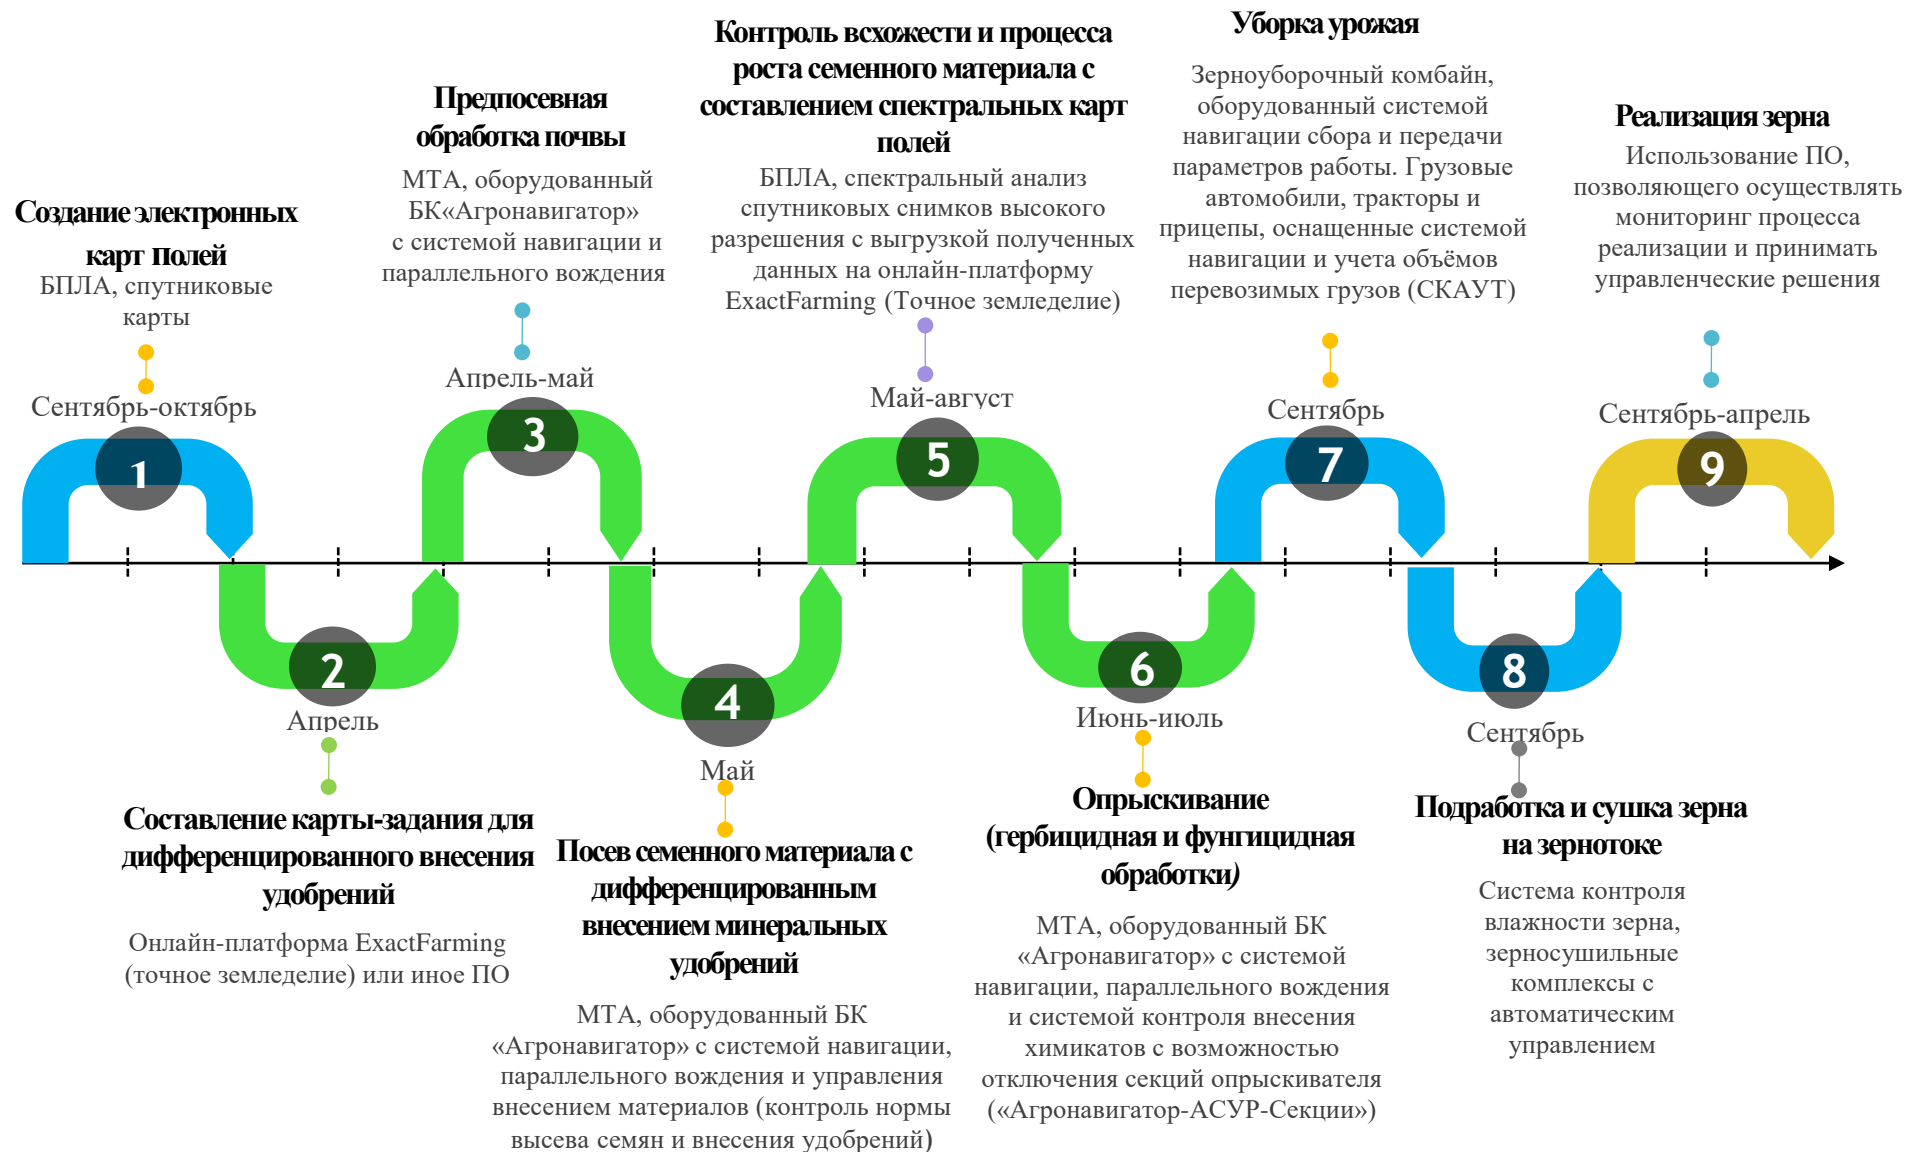 Создание электронных
карт полей
БПЛА, спутниковые
карты
Сентябрь-октябрь
1
2
Апрель
Составление карты-задания для
дифференцированного внесения
удобрений
Онлайн-платформа ExactFarming
(точное земледелие) или иное ПО
Предпосевная
обработка почвы
МТА, оборудованный
БК«Агронавигатор»
с системой навигации и
параллельного вождения
Апрель-май
3
4
Май
Посев семенного материала с
дифференцированным
внесением минеральных
удобрений
МТА, оборудованный БК
«Агронавигатор» с системой навигации,
параллельного вождения и управления
внесением материалов (контроль нормы
высева семян и внесения удобрений)
Контроль всхожести и процесса
роста семенного материала с
составлением спектральных карт
полей
БПЛА, спектральный анализ
спутниковых снимков высокого
разрешения с выгрузкой полученных
данных на онлайн-платформу
ExactFarming (Точное земледелие)
Май-август
5
6
Июнь-июль
Опрыскивание
(гербицидная и фунгицидная
обработки)
МТА, оборудованный БК
«Агронавигатор» с системой
навигации, параллельного вождения
и системой контроля внесения
химикатов с возможностью
отключения секций опрыскивателя
(«Агронавигатор-АСУР-Секции»)
Уборка урожая
Зерноуборочный комбайн,
оборудованный системой
навигации сбора и передачи
параметров работы. Грузовые
автомобили, тракторы и
прицепы, оснащенные системой
навигации и учета объёмов
перевозимых грузов (СКАУТ)
Сентябрь
7
8
Сентябрь
Подработка и сушка зерна
на зернотоке
Система контроля
влажности зерна,
зерносушильные
комплексы с
автоматическим
управлением
Реализация зерна
Использование ПО,
позволяющего осуществлять
мониторинг процесса
реализации и принимать
управленческие решения
Сентябрь-апрель
9